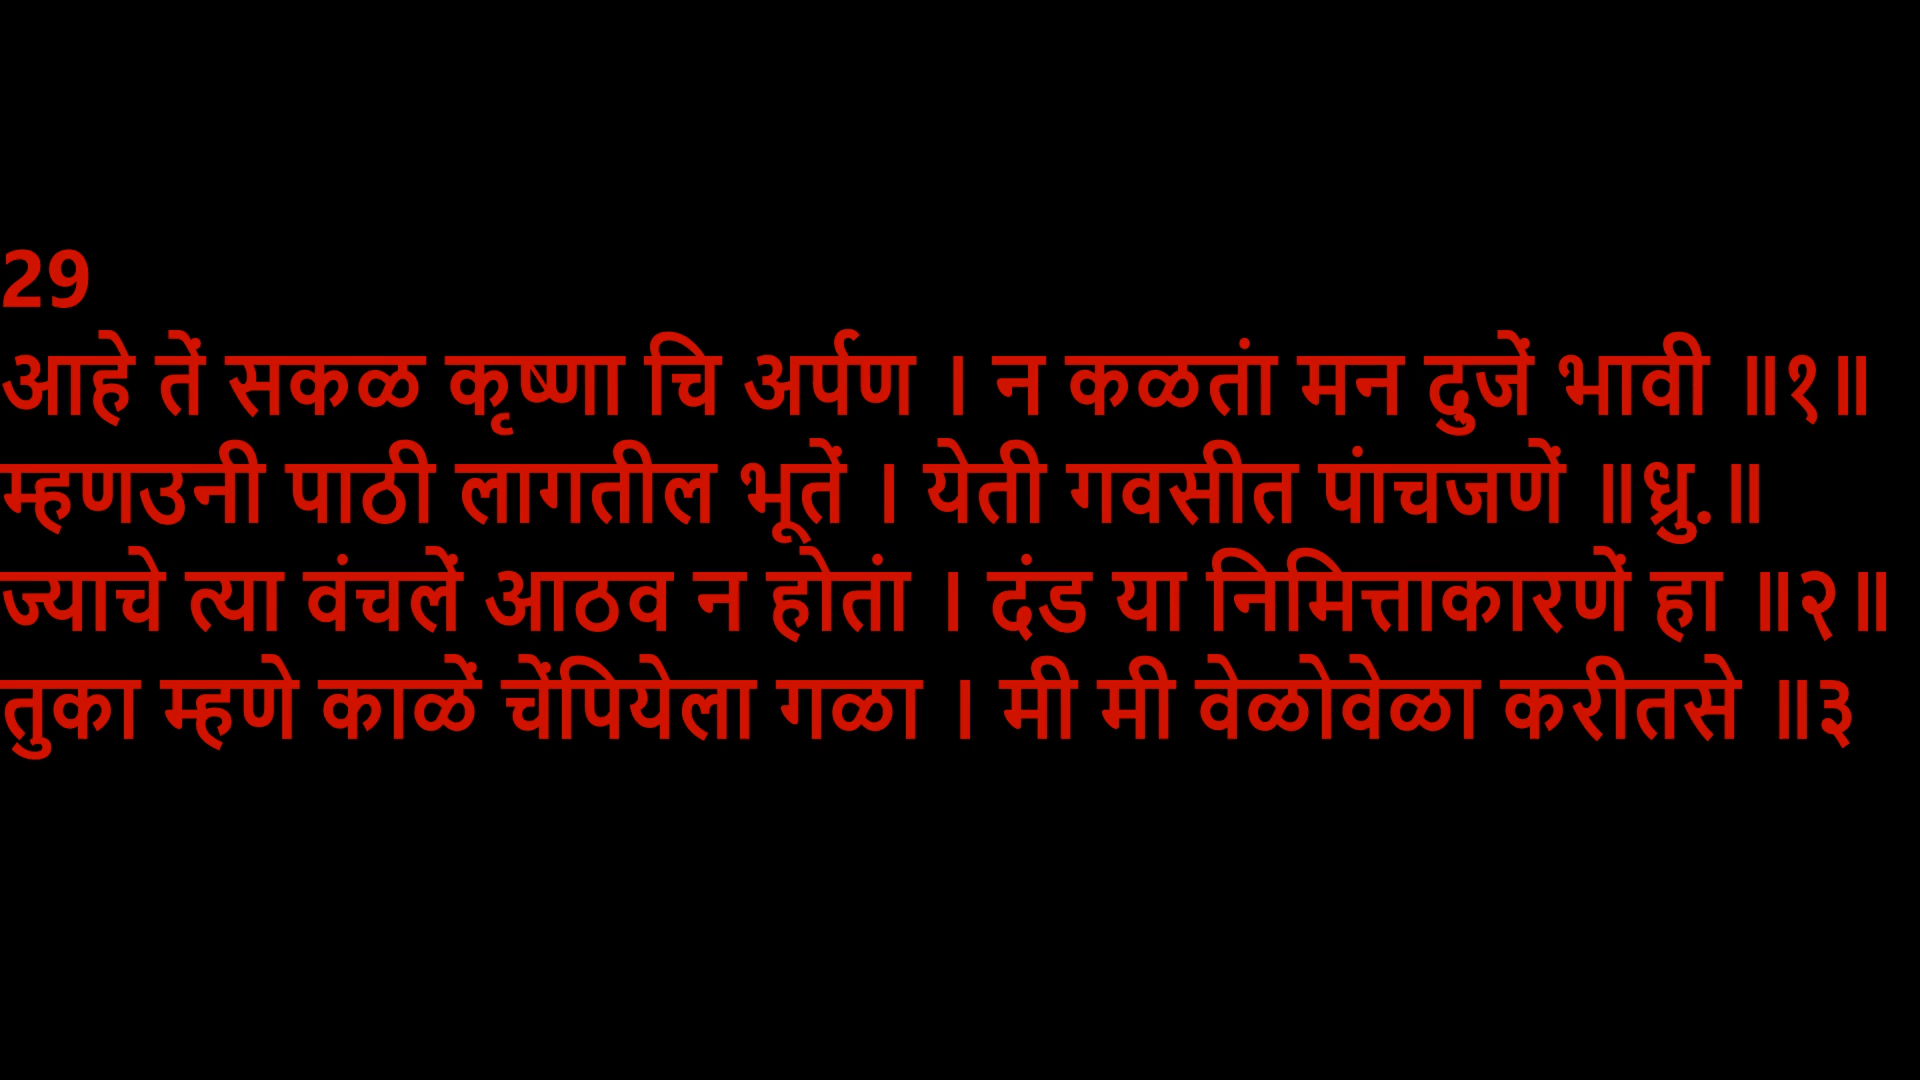 29
आहे तें सकळ कृष्णा चि अर्पण । न कळतां मन दुजें भावी ॥१॥
म्हणउनी पाठी लागतील भूतें । येती गवसीत पांचजणें ॥ध्रु.॥
ज्याचे त्या वंचलें आठव न होतां । दंड या निमित्ताकारणें हा ॥२॥
तुका म्हणे काळें चेंपियेला गळा । मी मी वेळोवेळा करीतसे ॥३